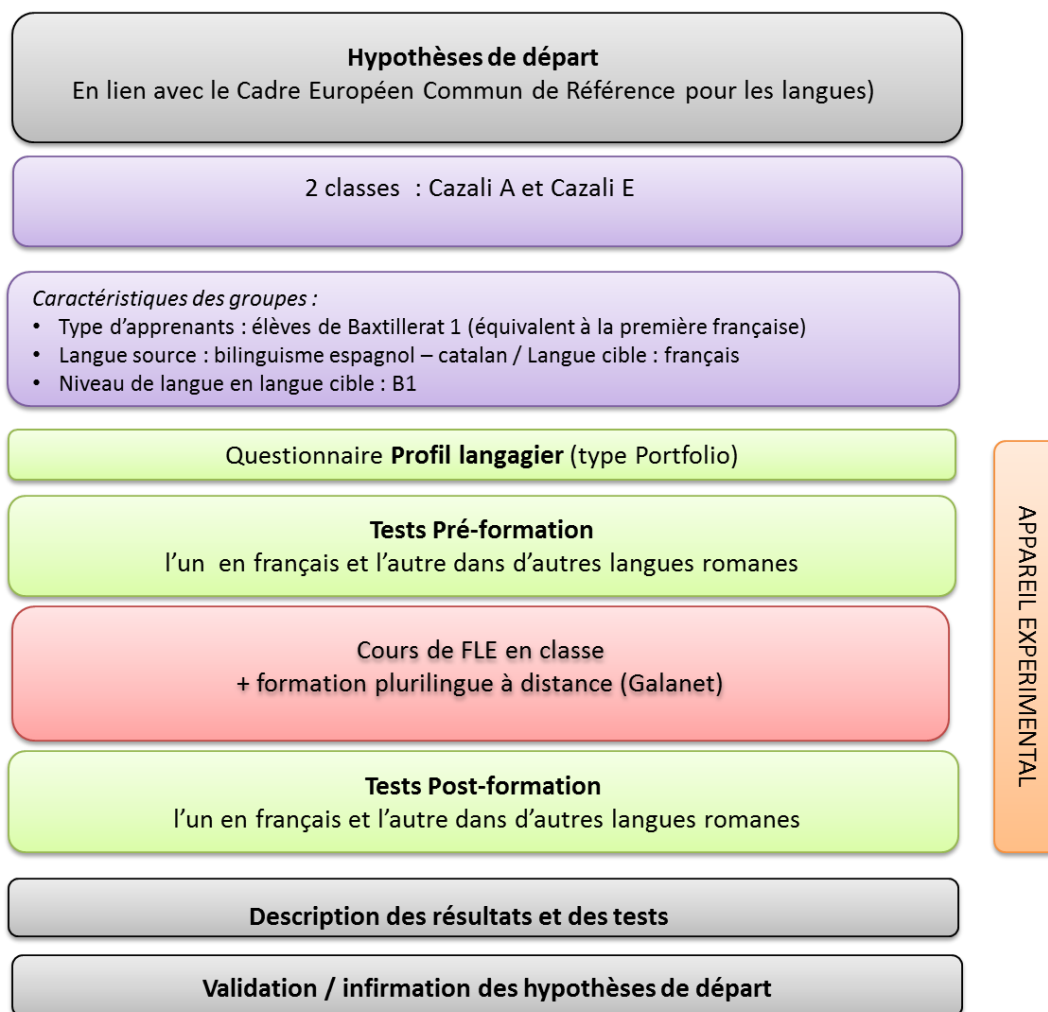 Hypothèses de départ
En lien avec le Cadre Européen Commun de Référence pour les langues)
2 classes : Cazali A et Cazali E
Caractéristiques des groupes :
• Type d'apprenants : élèves de Baxtillerat 1 (équivalent à la première française)
• Langue source : bilinguisme espagnol – catalan / Langue cible : français
• Niveau de langue en langue cible : B1
Questionnaire Profil langagier (type Portfolio)
Tests Pré-formation
l'un en français et l'autre dans d'autres langues romanes
Cours de FLE en classe
+ formation plurilingue à distance (Galanet)
Tests Post-formation
l'un en français et l'autre dans d'autres langues romanes
Description des résultats et des tests
Validation / infirmation des hypothèses de départ
APPAREIL EXPERIMENTAL